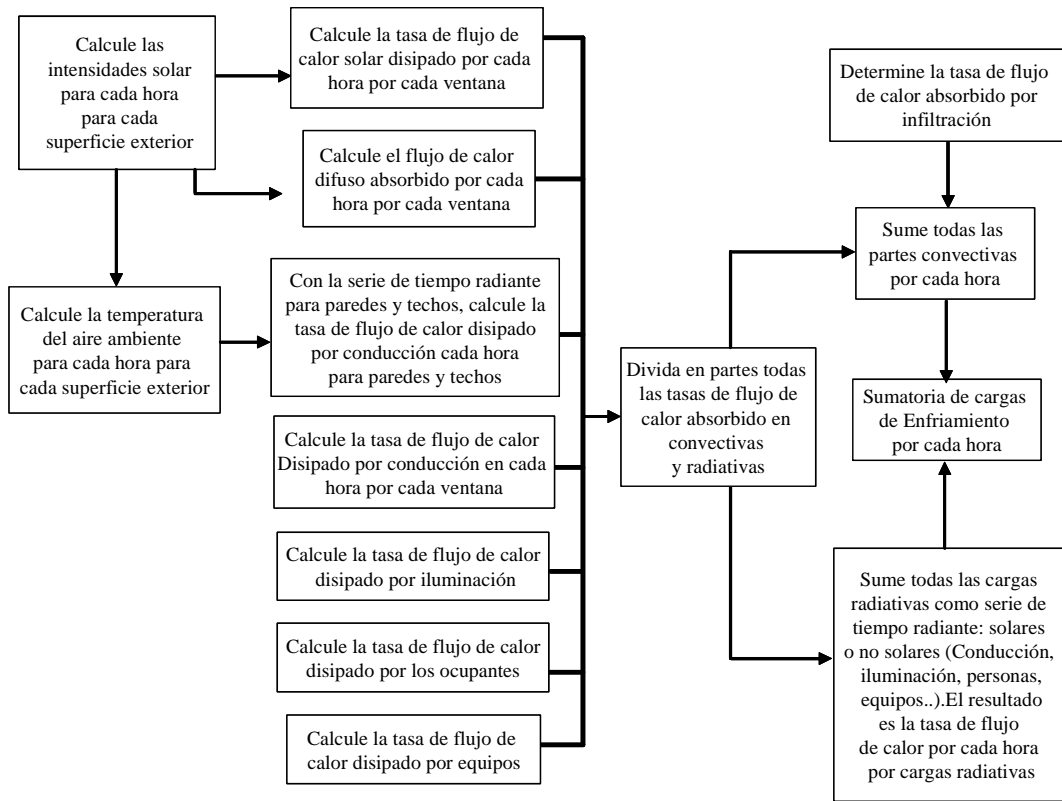 Calcule las
intensidades solar
para cada hora
para cada
superficie exterior
Calcule la tasa de flujo de
calor solar disipado por cada
hora por cada ventana
Calcule el flujo de calor
difuso absorbido por cada
hora por cada ventana
Calcule la temperatura
del aire ambiente
para cada hora para
cada superficie exterior
Con la serie de tiempo radiante
para paredes y techos, calcule la
tasa de flujo de calor disipado
por conducción cada hora
para paredes y techos
Calcule la tasa de flujo de calor
Disipado por conducción en cada
hora por cada ventana
Calcule la tasa de flujo de calor
disipado por iluminación
Calcule la tasa de flujo de calor
disipado por los ocupantes
Calcule la tasa de flujo de
calor disipado por equipos
Divida en partes todas
las tasas de flujo de
calor absorbido en
convectivas
y radiativas
Determine la tasa de flujo
de calor absorbido por
infiltración
Sume todas las
partes convectivas
por cada hora
Sumatoria de cargas
de Enfriamiento
por cada hora
Sume todas las cargas
radiativas como serie de
tiempo radiante: solares
o no solares (Conducción,
iluminación, personas,
equipos..).El resultado
es la tasa de flujo
de calor por cada hora
por cargas radiativas